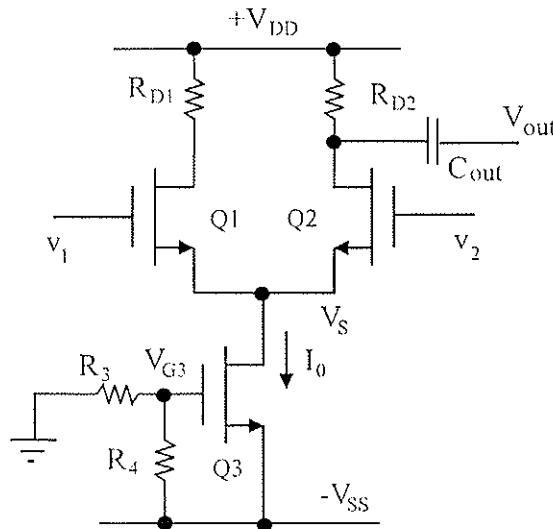 +V_DD
R_D1
R_D2
V_out
C_out
Q1
Q2
v_1
v_2
V_S
R_3
V_G3
I_0
R_4
Q3
-V_SS